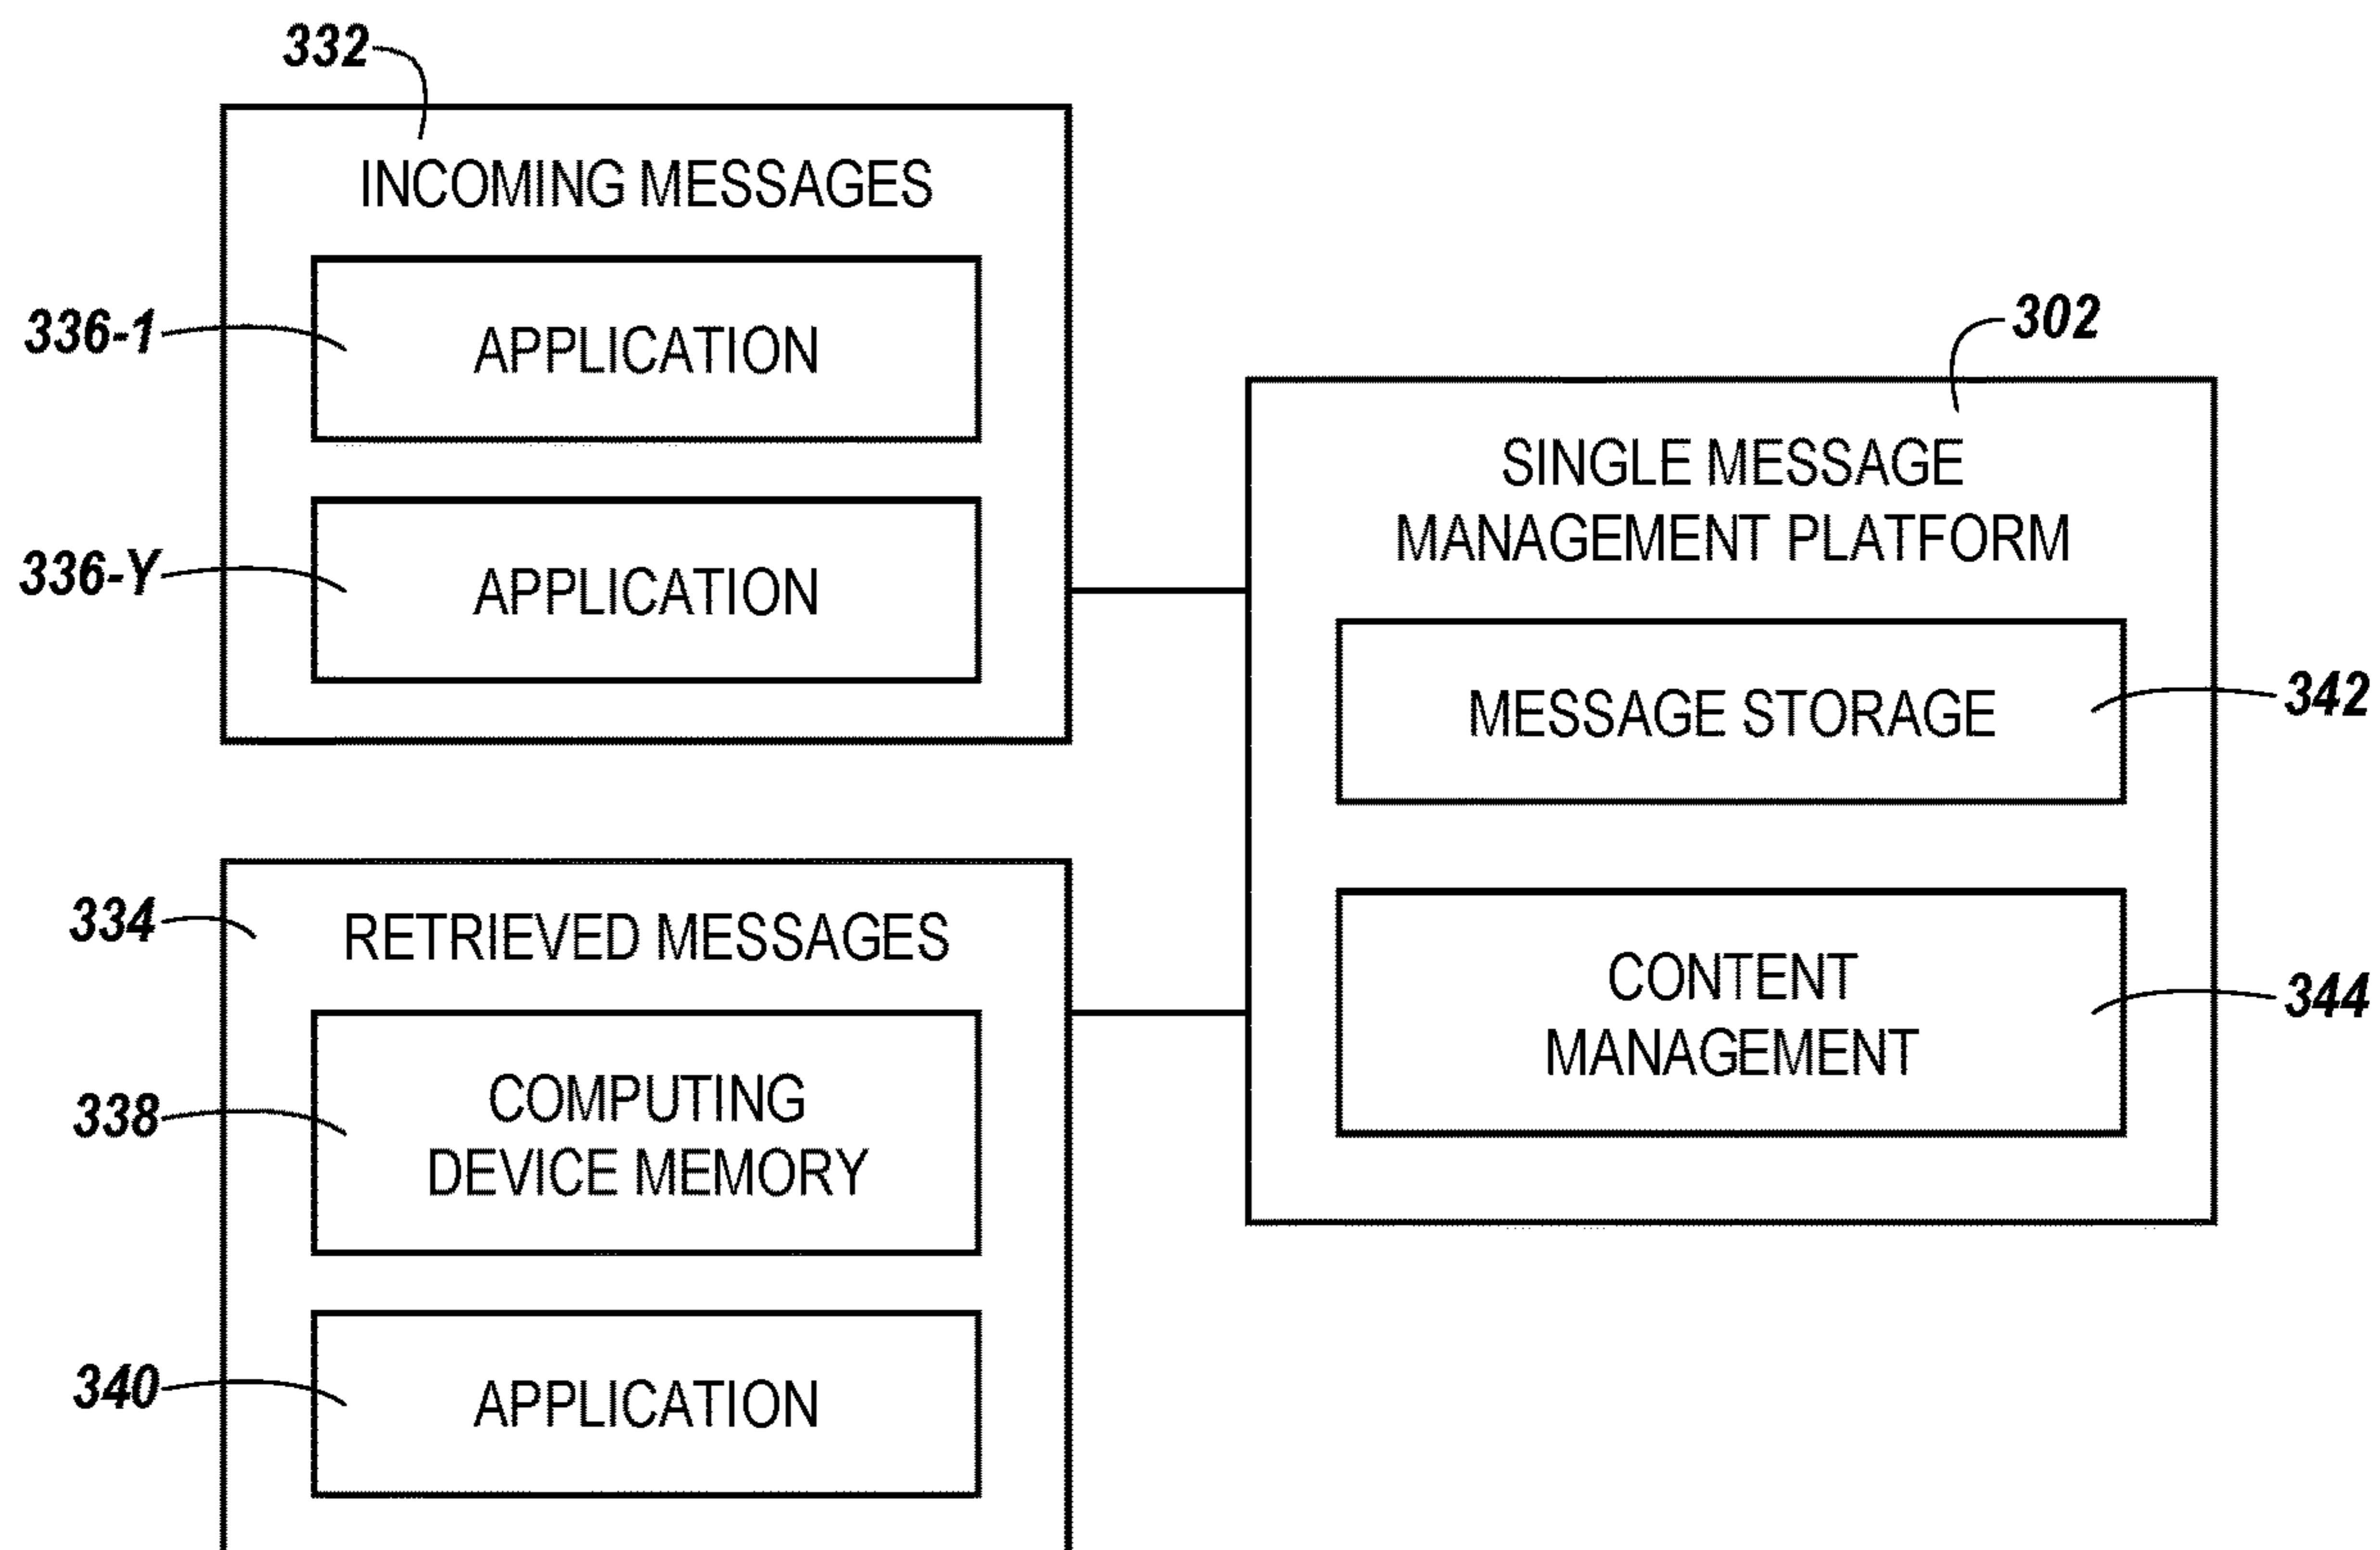 332
INCOMING MESSAGES
336-1
APPLICATION
336-Y
APPLICATION
302
SINGLE MESSAGE
MANAGEMENT PLATFORM
MESSAGE STORAGE
342
CONTENT
MANAGEMENT
344
334
RETRIEVED MESSAGES
338
COMPUTING
DEVICE MEMORY
340
APPLICATION